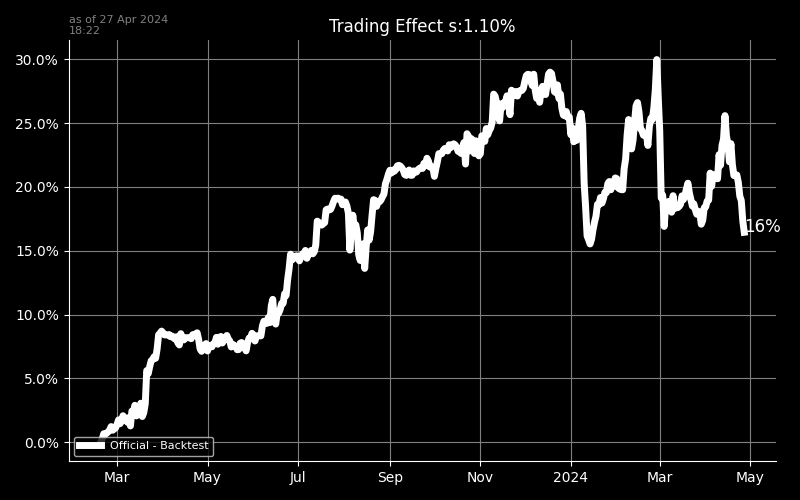 as of 27 Apr 2024
18:22
Trading Effect s:1.10%
30.0%
25.0%
20.0%
15.0%
10.0%
5.0%
0.0%
16%
Official - Backtest
Mar May Jul Sep Nov 2024 Mar May